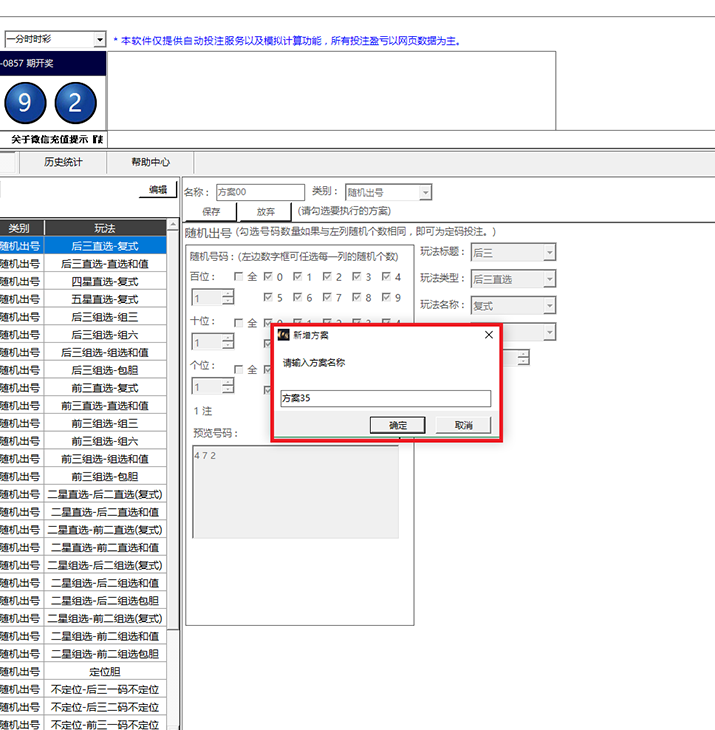 一分时时彩
* 本软件仅提供自动投注服务以及模拟计算功能，所有投注盈亏以网页数据为主。
-0857 期开奖
9 2
关于微信充值提示【
历史统计 帮助中心
编辑
名称： 方案00 类别： 随机出号
保存 放弃 (请勾选要执行的方案)
类别 玩法
随机出号 (勾选号码数量如果与左列随机个数相同，即可为定码投注。)
随机出号 后三直选-复式
随机出号 后三直选-直选和值
随机出号 四星直选-复式
随机出号 五星直选-复式
随机出号 后三组选-组三
随机出号 后三组选-组六
随机出号 后三组选-组选和值
随机出号 后三组选-包胆
随机出号 前三直选-复式
随机出号 前三直选-直选和值
随机出号 前三组选-组三
随机出号 前三组选-组六
随机出号 前三组选-组选和值
随机出号 前三组选-包胆
随机出号 二星直选-后二直选(复式)
随机出号 二星直选-后二直选和值
随机出号 二星直选-前二直选(复式)
随机出号 二星直选-前二直选和值
随机出号 二星组选-后二组选(复式)
随机出号 二星组选-后二组选和值
随机出号 二星组选-后二组选包胆
随机出号 二星组选-前二组选(复式)
随机出号 二星组选-前二组选和值
随机出号 二星组选-前二组选包胆
随机出号 定位胆
随机出号 不定位-后三一码不定位
随机出号 不定位-后三二码不定位
随机出号 不定位-前三一码不定位
随机号码：(左边数字框可任选每一列的随机个数)
百位： 全 0 1 2 3 4
1 5 6 7 8 9
十位： 全 0 1 2 3 4
1
个位： 全
1
1 注
预览号码：
4 7 2
玩法标题： 后三
玩法类型： 后三直选
玩法名称： 复式
新增方案
请输入方案名称
方案35
确定 取消